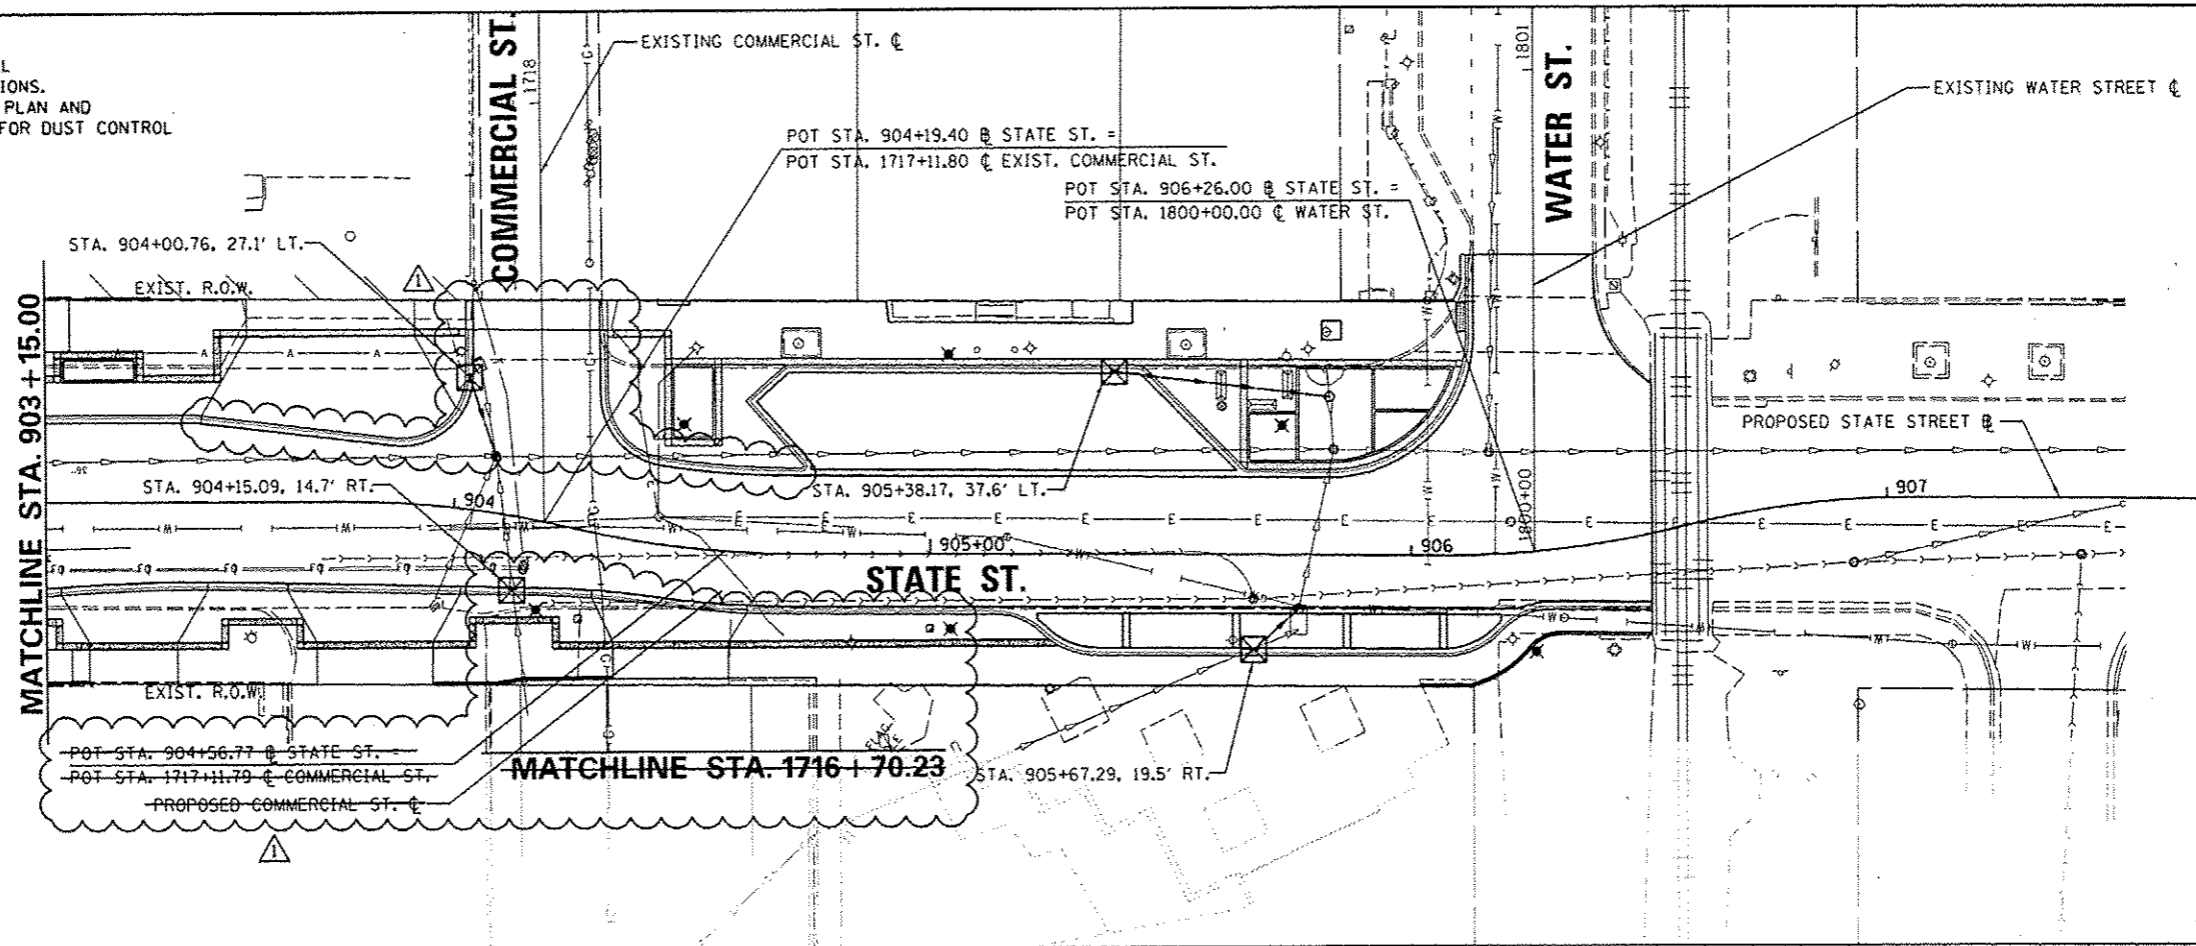 L
IONS.
PLAN AND
FOR DUST CONTROL
COMMERCIAL ST.
1718
EXISTING COMMERCIAL ST. ℄
1801
WATER ST.
EXISTING WATER STREET ℄
POT STA. 904+19.40 ␢ STATE ST. =
POT STA. 1717+11.80 ℄ EXIST. COMMERCIAL ST.
POT STA. 906+26.00 ␢ STATE ST. =
POT STA. 1800+00.00 ℄ WATER ST.
STA. 904+00.76, 27.1' LT.
EXIST. R.O.W.
1
MATCHLINE STA. 903+15.00
A A A A
PROPOSED STATE STREET ␢
STA. 904+15.09, 14.7' RT.
STA. 905+38.17, 37.6' LT.
904
905+00
906
1800+00
907
STATE ST.
EXIST. R.O.W.
POT STA. 904+56.77 ␢ STATE ST. =
POT STA. 1717+11.79 ℄ COMMERCIAL ST.
PROPOSED COMMERCIAL ST. ℄
MATCHLINE STA. 1716+70.23
STA. 905+67.29, 19.5' RT.
1